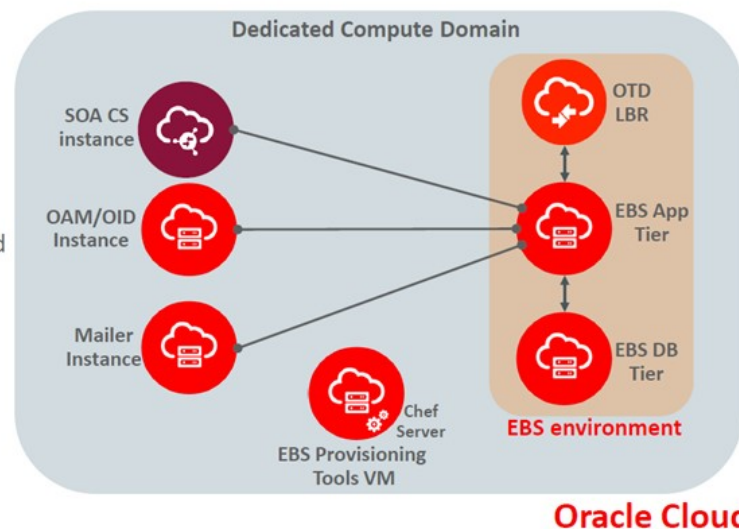 Dedicated Compute Domain
SOA CS
instance
OTD
LBR
OAM/OID
Instance
EBS App
Tier
Mailer
Instance
EBS DB
Tier
Chef
Server
EBS Provisioning
Tools VM
EBS environment
Oracle Cloud